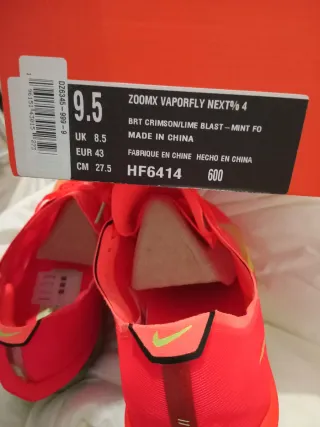 9.5
UK 8.5
EUR 43
CM 27.5
ZOOMX VAPORFLY NEXT% 4
BRT CRIMSON/LIME BLAST-MINT FO
MADE IN CHINA
FABRIQUE EN CHINE HECHO EN CHINA
HF6414 600